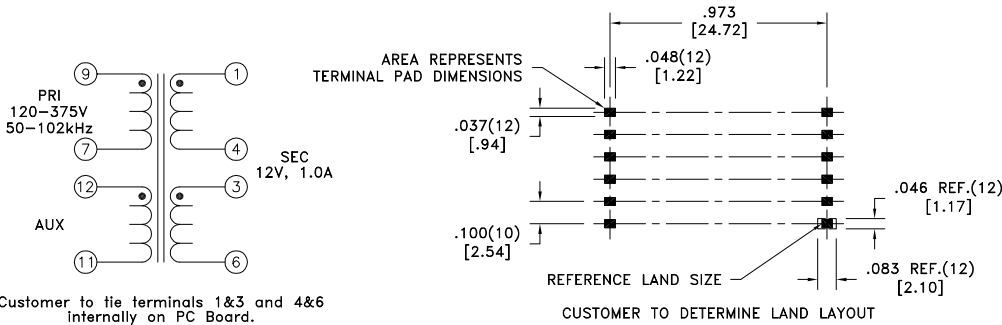 9
1
PRI
120-375V
50-102kHz
7
4
SEC
12V, 1.0A
12
3
AUX
11
6
Customer to tie terminals 1&3 and 4&6
internally on PC Board.
.973
[24.72]
AREA REPRESENTS
TERMINAL PAD DIMENSIONS
.048(12)
[1.22]
.037(12)
[.94]
.046 REF.(12)
[1.17]
.100(10)
[2.54]
REFERENCE LAND SIZE
.083 REF.(12)
[2.10]
CUSTOMER TO DETERMINE LAND LAYOUT